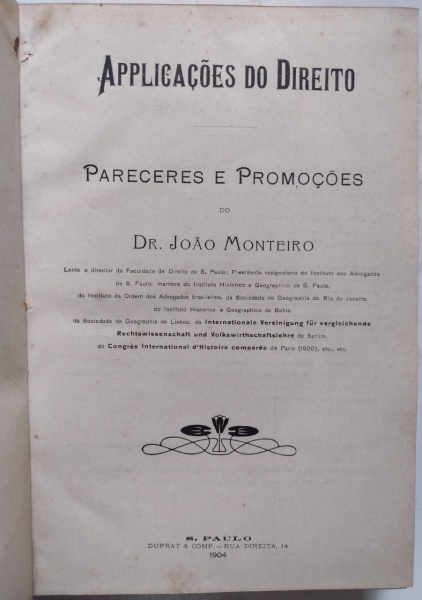 APPLICAÇÕES DO DIREITO
PARECERES E PROMOÇÕES
DO
DR. JOÃO MONTEIRO
Lente e director da Faculdade de Direito de S. Paulo; Presidente resignatario do Instituto dos Advogados
de S. Paulo; membro do Instituto Historico e Geographico de S. Paulo,
do Instituto da Ordem dos Advogados brasileiros, da Sociedade de Geographia do Rio de Janeiro,
do Instituto Historico e Geographico da Bahia;
da Sociedade de Geographia de Lisboa, da Internationale Vereinigung für vergleichende
Rechtswissenschaft und Volkswirthschaftslehre de Berlim,
do Congrès International d'Histoire comparée de Paris (1900), etc., etc.
S. PAULO
DUPRAT & COMP. — RUA DIREITA, 14
1904